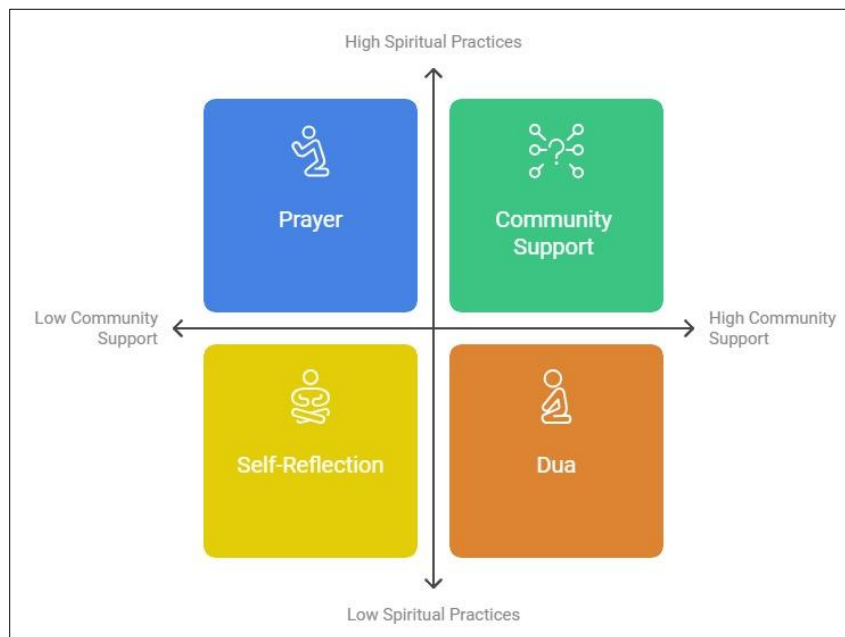 High Spiritual Practices
Prayer
Community
Support
Low Community
Support
High Community
Support
Self-Reflection
Dua
Low Spiritual Practices